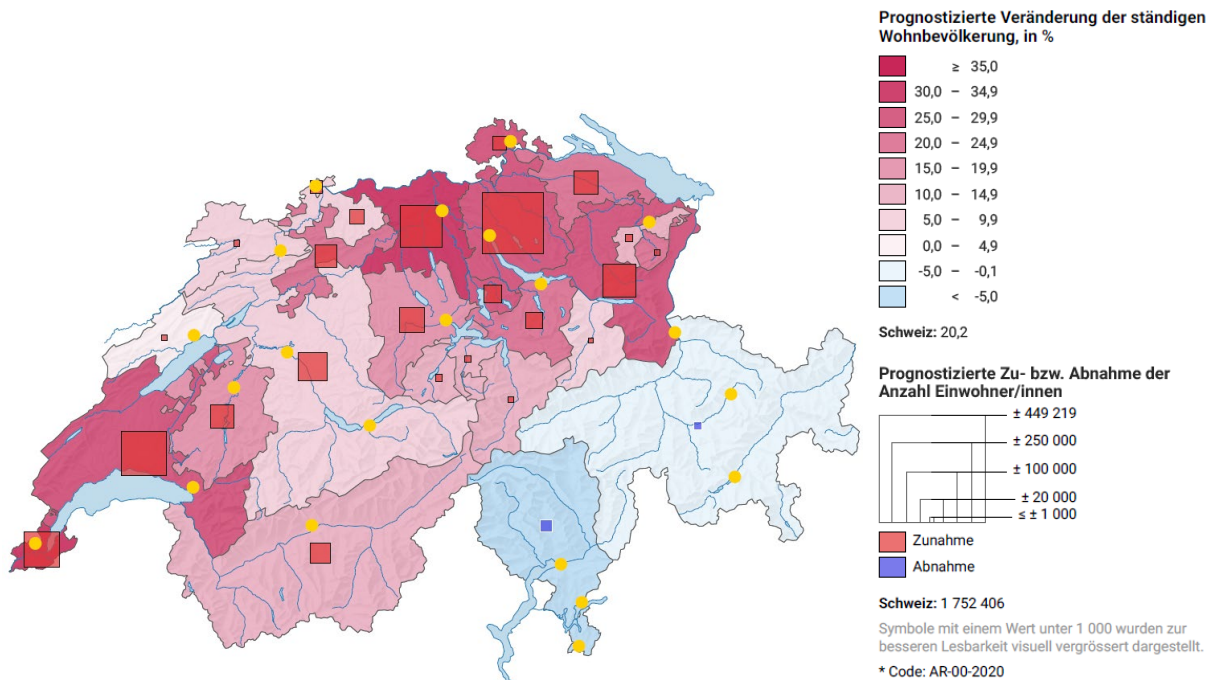 Prognostizierte Veränderung der ständigen
Wohnbevölkerung, in %
≥ 35,0
30,0 – 34,9
25,0 – 29,9
20,0 – 24,9
15,0 – 19,9
10,0 – 14,9
5,0 – 9,9
0,0 – 4,9
-5,0 – -0,1
< -5,0
Schweiz: 20,2
Prognostizierte Zu- bzw. Abnahme der
Anzahl Einwohner/innen
± 449 219
± 250 000
± 100 000
± 20 000
≤ ± 1 000
Zunahme
Abnahme
Schweiz: 1 752 406
Symbole mit einem Wert unter 1 000 wurden zur
besseren Lesbarkeit visuell vergrössert dargestellt.
* Code: AR-00-2020